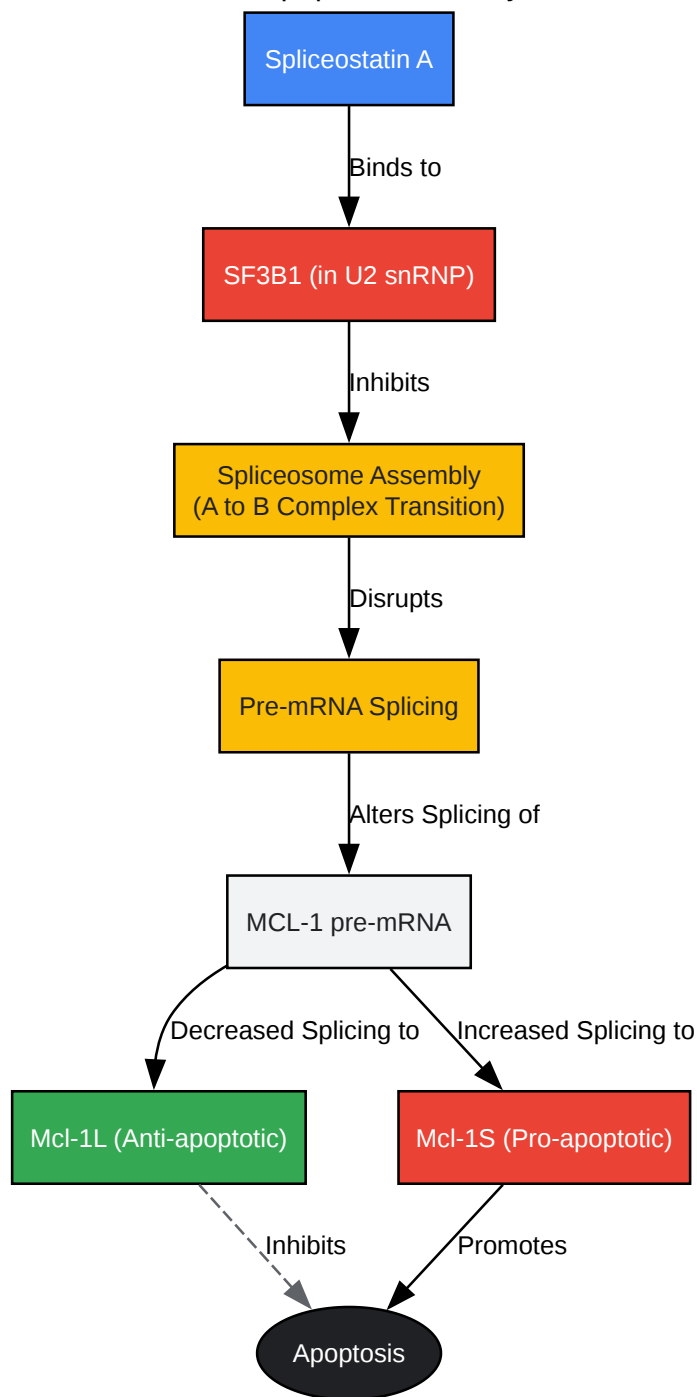 Spliceostatin A
Binds to
SF3B1 (in U2 snRNP)
Inhibits
Spliceosome Assembly
(A to B Complex Transition)
Disrupts
Pre-mRNA Splicing
Alters Splicing of
MCL-1 pre-mRNA
Decreased Splicing to
Increased Splicing to
Mcl-1L (Anti-apoptotic)
Mcl-1S (Pro-apoptotic)
Inhibits
Promotes
Apoptosis